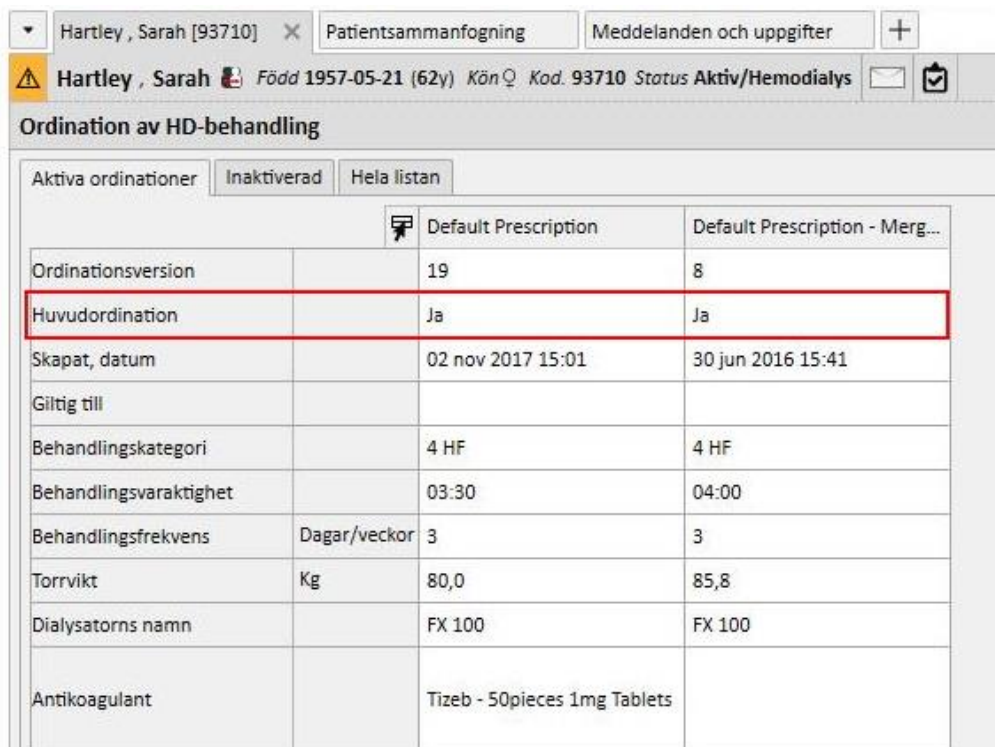 Hartley , Sarah [93710] Patientsammanfogning Meddelanden och uppgifter
Hartley , Sarah Född 1957-05-21 (62y) Kön♀ Kod. 93710 Status Aktiv/Hemodialys
Ordination av HD-behandling
Aktiva ordinationer Inaktiverad Hela listan
Default Prescription Default Prescription - Merg...
Ordinationsversion 19 8
Huvudordination Ja Ja
Skapat, datum 02 nov 2017 15:01 30 jun 2016 15:41
Giltig till
Behandlingskategori 4 HF 4 HF
Behandlingsvaraktighet 03:30 04:00
Behandlingsfrekvens Dagar/veckor 3 3
Torrvikt Kg 80,0 85,8
Dialysatorns namn FX 100 FX 100
Antikoagulant Tizeb - 50pieces 1mg Tablets